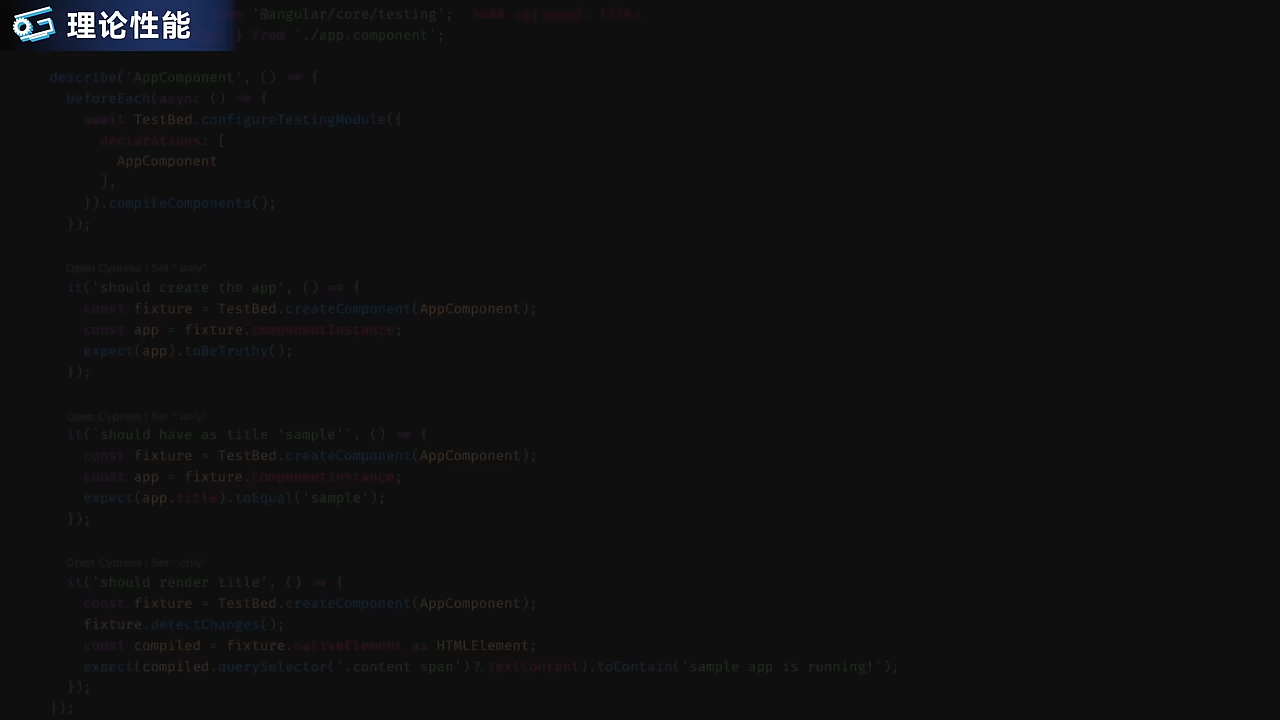 理论性能
'@angular/core/testing';
} from './app.component';
describe('AppComponent', () => {
beforeEach(async () => {
await TestBed.configureTestingModule({
declarations: [
AppComponent
],
}).compileComponents();
});
Open Cypress | Set ".only"
it('should create the app', () => {
const fixture = TestBed.createComponent(AppComponent);
const app = fixture.componentInstance;
expect(app).toBeTruthy();
});
Open Cypress | Set ".only"
it(`should have as title 'sample'`, () => {
const fixture = TestBed.createComponent(AppComponent);
const app = fixture.componentInstance;
expect(app.title).toEqual('sample');
});
Open Cypress | Set ".only"
it('should render title', () => {
const fixture = TestBed.createComponent(AppComponent);
fixture.detectChanges();
const compiled = fixture.nativeElement as HTMLElement;
expect(compiled.querySelector('.content span')?.textContent).toContain('sample app is running!');
});
});